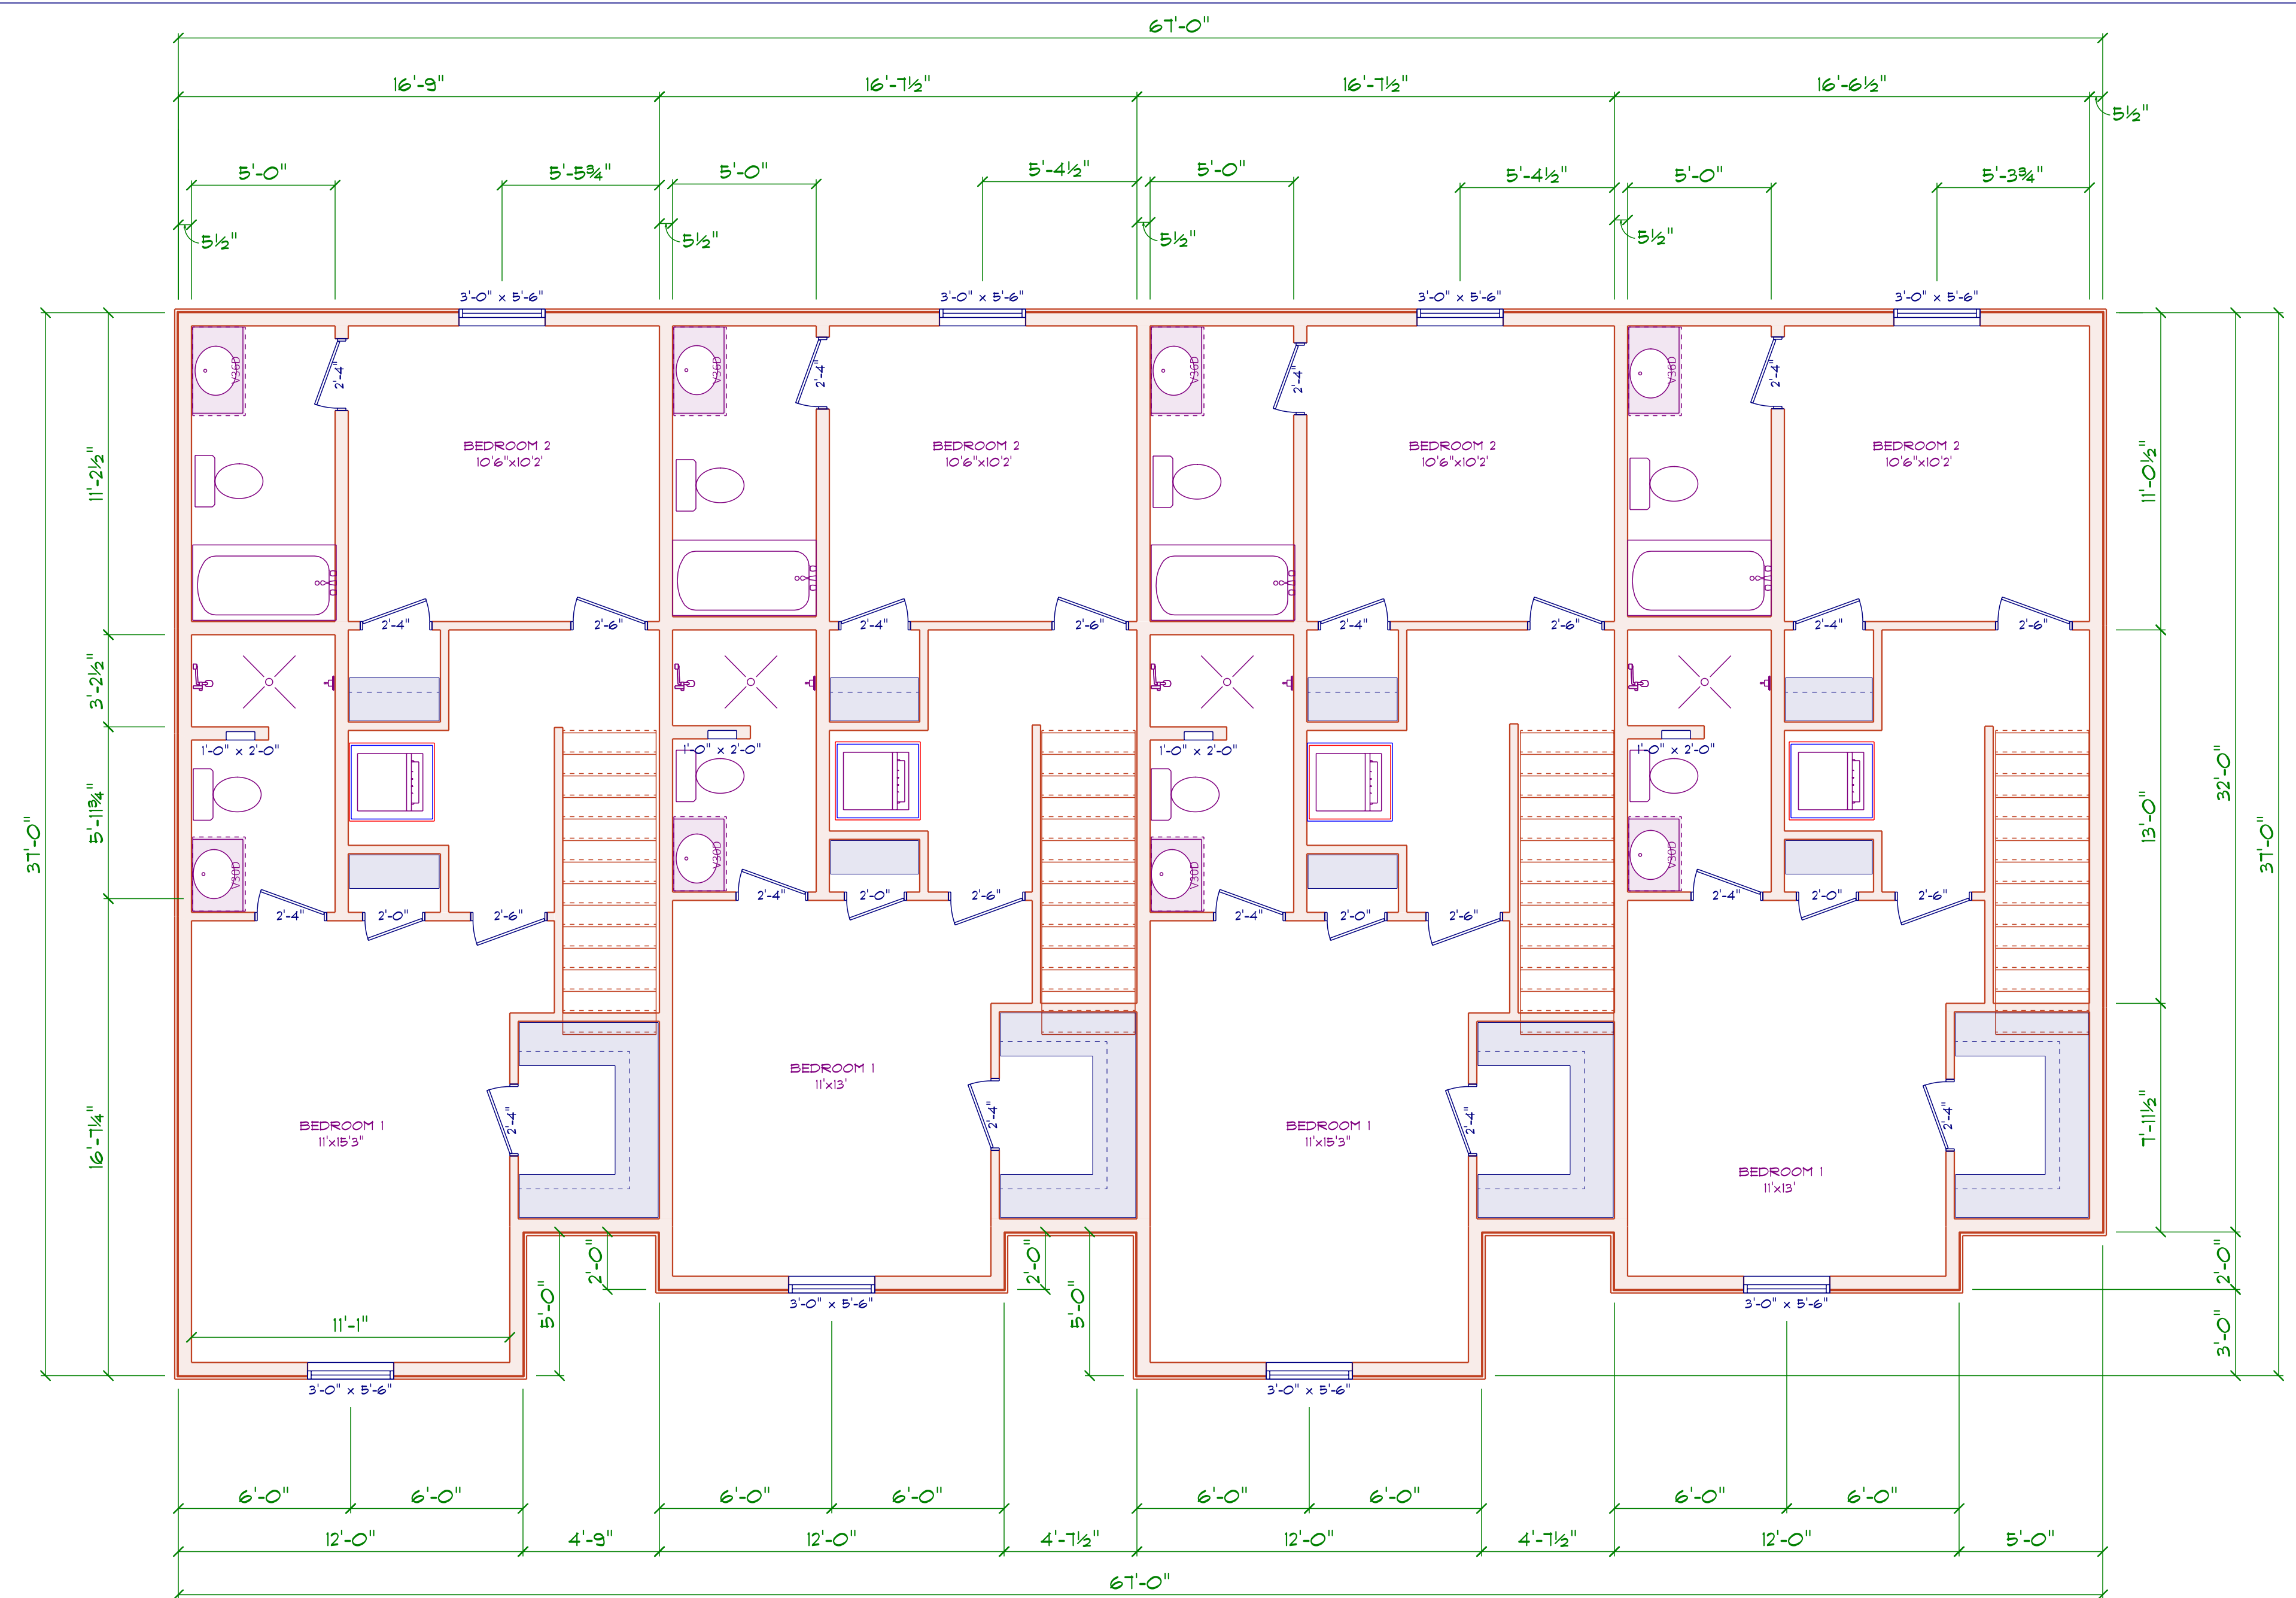 67'-0"
16'-9" 16'-7½" 16'-7½" 16'-6½"
5½"
5'-0" 5'-5¾" 5'-0" 5'-4½" 5'-0" 5'-4½" 5'-0" 5'-3¾"
5½" 5½" 5½" 5½"
3'-0" x 5'-6" 3'-0" x 5'-6" 3'-0" x 5'-6" 3'-0" x 5'-6"
V36D 2'-4" V36D 2'-4" V36D 2'-4" V36D 2'-4"
BEDROOM 2 BEDROOM 2 BEDROOM 2 BEDROOM 2
10'6"x10'2' 10'6"x10'2' 10'6"x10'2' 10'6"x10'2'
11'-2½" 11'-0½"
2'-4" 2'-6" 2'-4" 2'-6" 2'-4" 2'-6" 2'-4" 2'-6"
3'-2½"
1'-0" x 2'-0" 1'-0" x 2'-0" 1'-0" x 2'-0" 1'-0" x 2'-0"
37'-0" 5'-11¾" 13'-0" 32'-0" 37'-0"
V30D V30D V30D V30D
2'-4" 2'-0" 2'-6" 2'-4" 2'-0" 2'-6" 2'-4" 2'-0" 2'-6" 2'-4" 2'-0" 2'-6"
BEDROOM 1
11'x13'
2'-4" 2'-4" 2'-4" 2'-4"
BEDROOM 1 BEDROOM 1
11'x15'3" 11'x15'3"
16'-7¼" 7'-11½"
BEDROOM 1
11'x13'
2'-0" 2'-0" 2'-0"
5'-0" 5'-0"
3'-0" x 5'-6" 3'-0" x 5'-6"
11'-1" 3'-0"
3'-0" x 5'-6" 3'-0" x 5'-6"
6'-0" 6'-0" 6'-0" 6'-0" 6'-0" 6'-0" 6'-0" 6'-0"
12'-0" 4'-9" 12'-0" 4'-7½" 12'-0" 4'-7½" 12'-0" 5'-0"
67'-0"